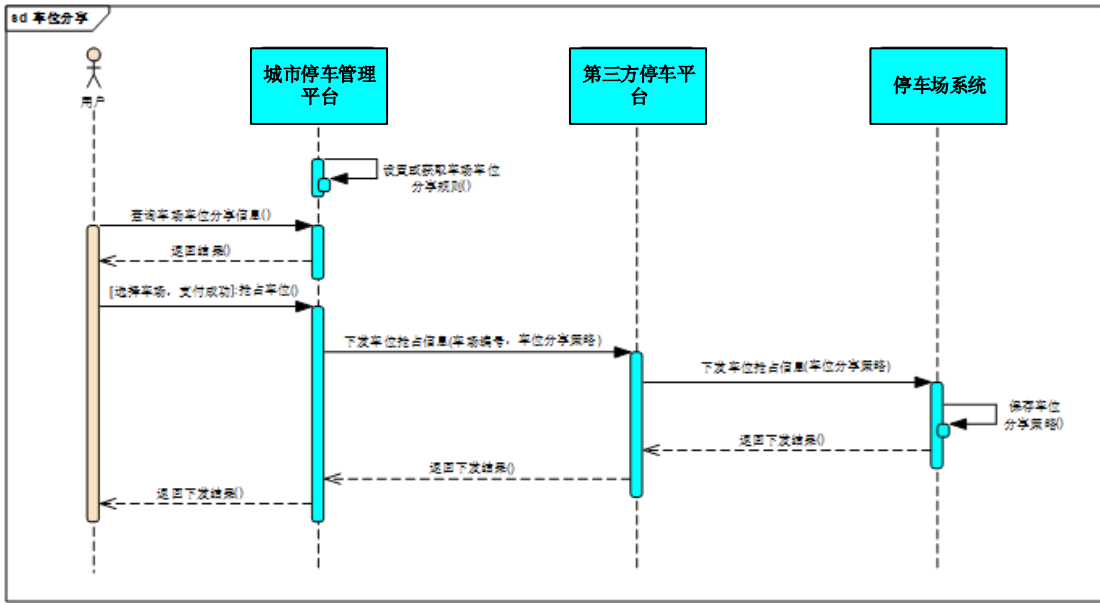 sd 车位分享
用户
城市停车管理
平台
第三方停车平
台
停车场系统
设置或获取车场车位
分享规则()
查询车场车位分享信息()
返回结果()
[选择车场，支付成功]:抢占车位()
下发车位抢占信息(车场编号，车位分享策略)
下发车位抢占信息(车位分享策略)
保存车位
分享策略()
返回下发结果()
返回下发结果()
返回下发结果()